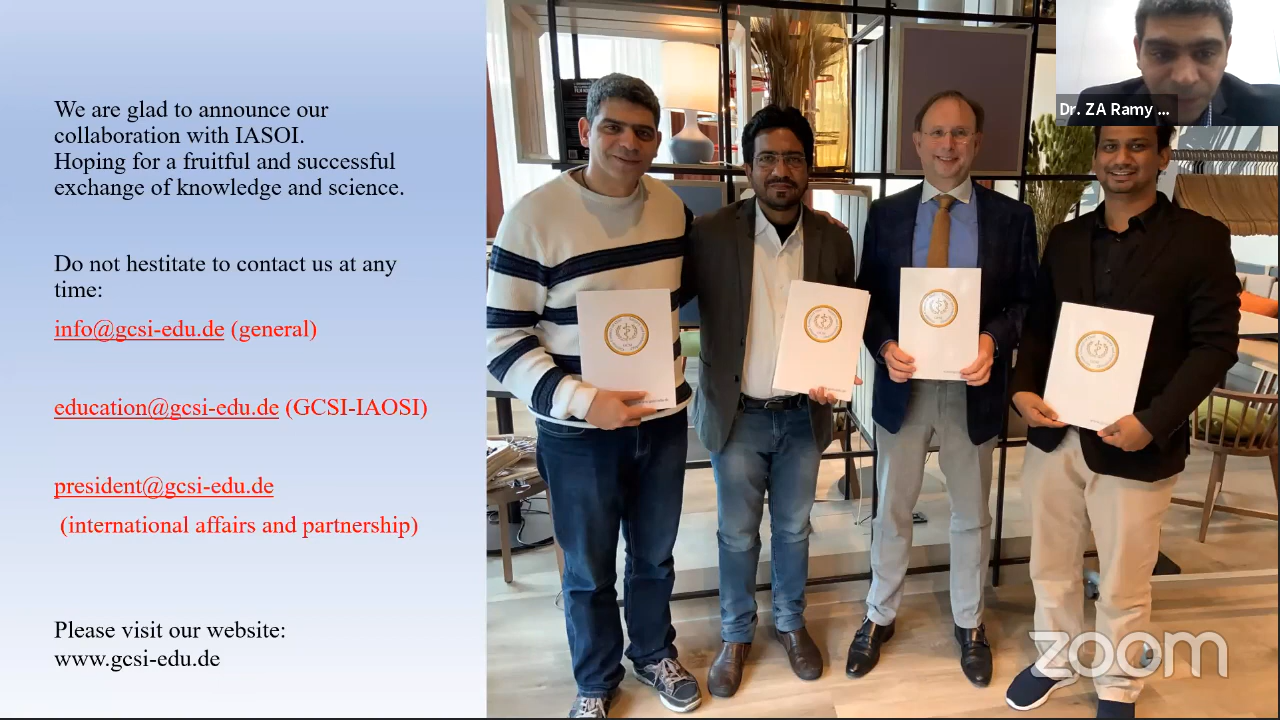 We are glad to announce our
collaboration with IASOI.
Hoping for a fruitful and successful
exchange of knowledge and science.
Do not hestitate to contact us at any
time:
info@gcsi-edu.de (general)
education@gcsi-edu.de (GCSI-IAOSI)
president@gcsi-edu.de
(international affairs and partnership)
Please visit our website:
www.gcsi-edu.de
Dr. ZA Ramy ...
zoom